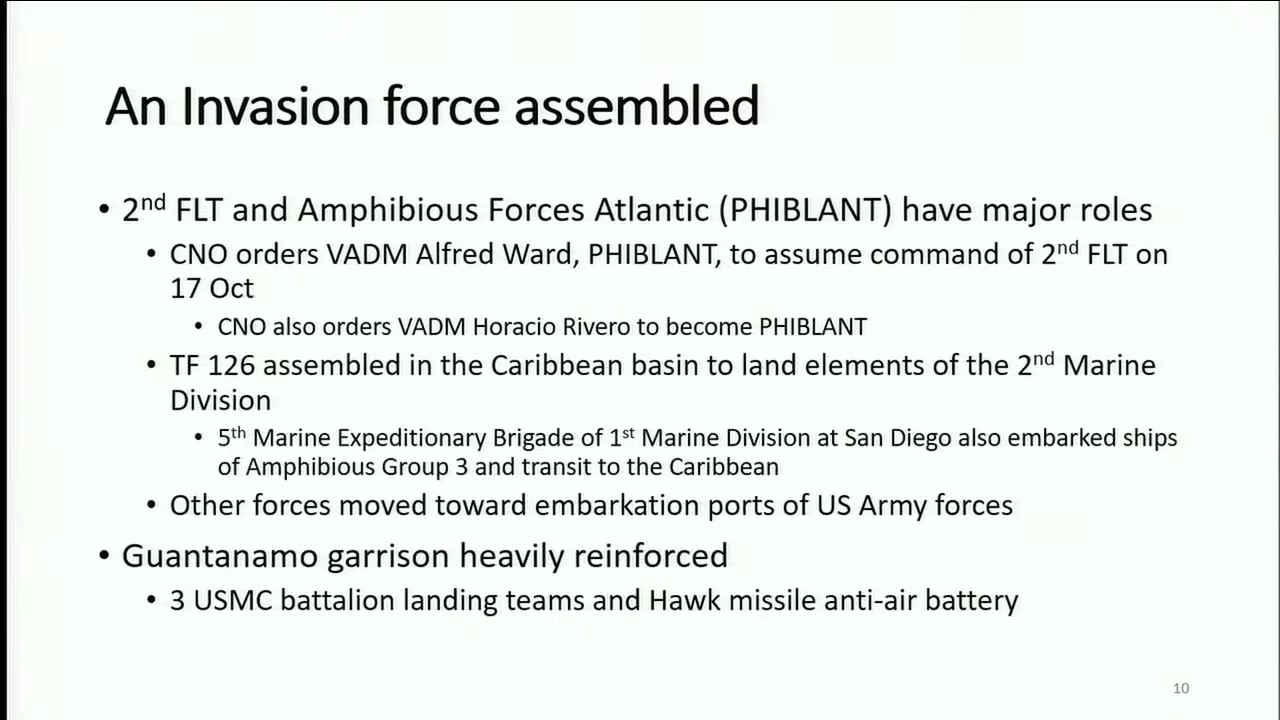 An Invasion force assembled
• 2nd FLT and Amphibious Forces Atlantic (PHIBLANT) have major roles
• CNO orders VADM Alfred Ward, PHIBLANT, to assume command of 2nd FLT on
17 Oct
• CNO also orders VADM Horacio Rivero to become PHIBLANT
• TF 126 assembled in the Caribbean basin to land elements of the 2nd Marine
Division
• 5th Marine Expeditionary Brigade of 1st Marine Division at San Diego also embarked ships
of Amphibious Group 3 and transit to the Caribbean
• Other forces moved toward embarkation ports of US Army forces
• Guantanamo garrison heavily reinforced
• 3 USMC battalion landing teams and Hawk missile anti-air battery
10